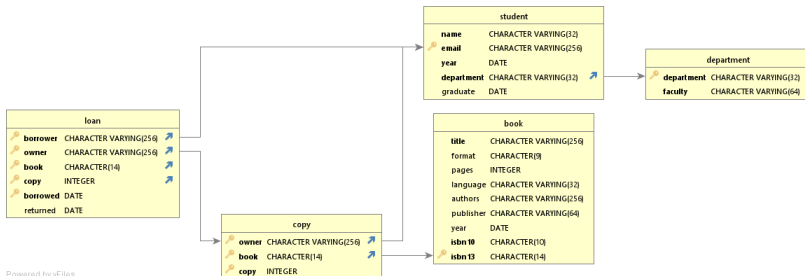 student
name CHARACTER VARYING(32)
email CHARACTER VARYING(256)
year DATE
department CHARACTER VARYING(32)
graduate DATE
department
department CHARACTER VARYING(32)
faculty CHARACTER VARYING(64)
loan
borrower CHARACTER VARYING(256)
owner CHARACTER VARYING(256)
book CHARACTER(14)
copy INTEGER
borrowed DATE
returned DATE
book
title CHARACTER VARYING(256)
format CHARACTER(9)
pages INTEGER
language CHARACTER VARYING(32)
authors CHARACTER VARYING(256)
publisher CHARACTER VARYING(64)
year DATE
isbn10 CHARACTER(10)
isbn13 CHARACTER(14)
copy
owner CHARACTER VARYING(256)
book CHARACTER(14)
copy INTEGER
Powered by yFiles